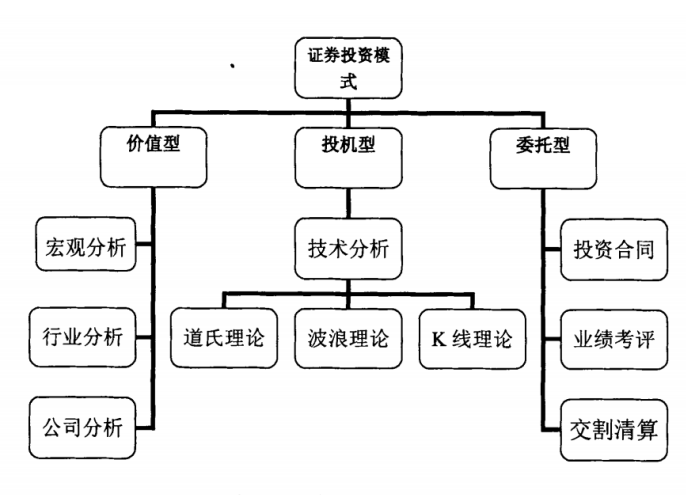 证券投资模
式
价值型
投机型
委托型
宏观分析
技术分析
投资合同
行业分析
道氏理论
波浪理论
K 线理论
业绩考评
公司分析
交割清算